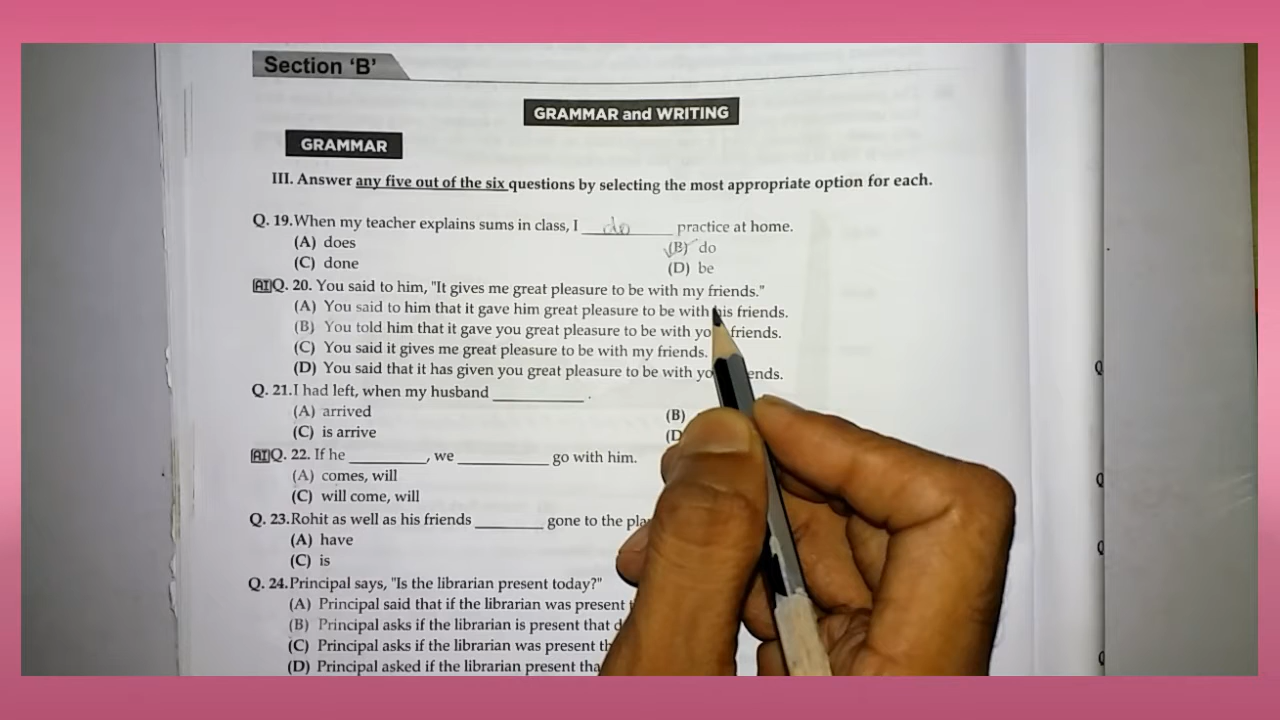 Section 'B'
GRAMMAR and WRITING
GRAMMAR
III. Answer any five out of the six questions by selecting the most appropriate option for each.
Q. 19. When my teacher explains sums in class, I do practice at home.
(A) does (B) do
(C) done (D) be
AI Q. 20. You said to him, "It gives me great pleasure to be with my friends."
(A) You said to him that it gave him great pleasure to be with his friends.
(B) You told him that it gave you great pleasure to be with friends.
(C) You said it gives me great pleasure to be with my friends.
(D) You said that it has given you great pleasure to be with
Q. 21. I had left, when my husband __________ .
(A) arrived (B)
(C) is arrive (D
AI Q. 22. If he ________, we __________ go with him.
(A) comes, will
(C) will come, will
Q. 23. Rohit as well as his friends _______ gone to the
(A) have
(C) is
Q. 24. Principal says, "Is the librarian present today?"
(A) Principal said that if the librarian was present
(B) Principal asks if the librarian is present that
(C) Principal asks if the librarian was present
(D) Principal asked if the librarian present
Q
Q
Q
Q